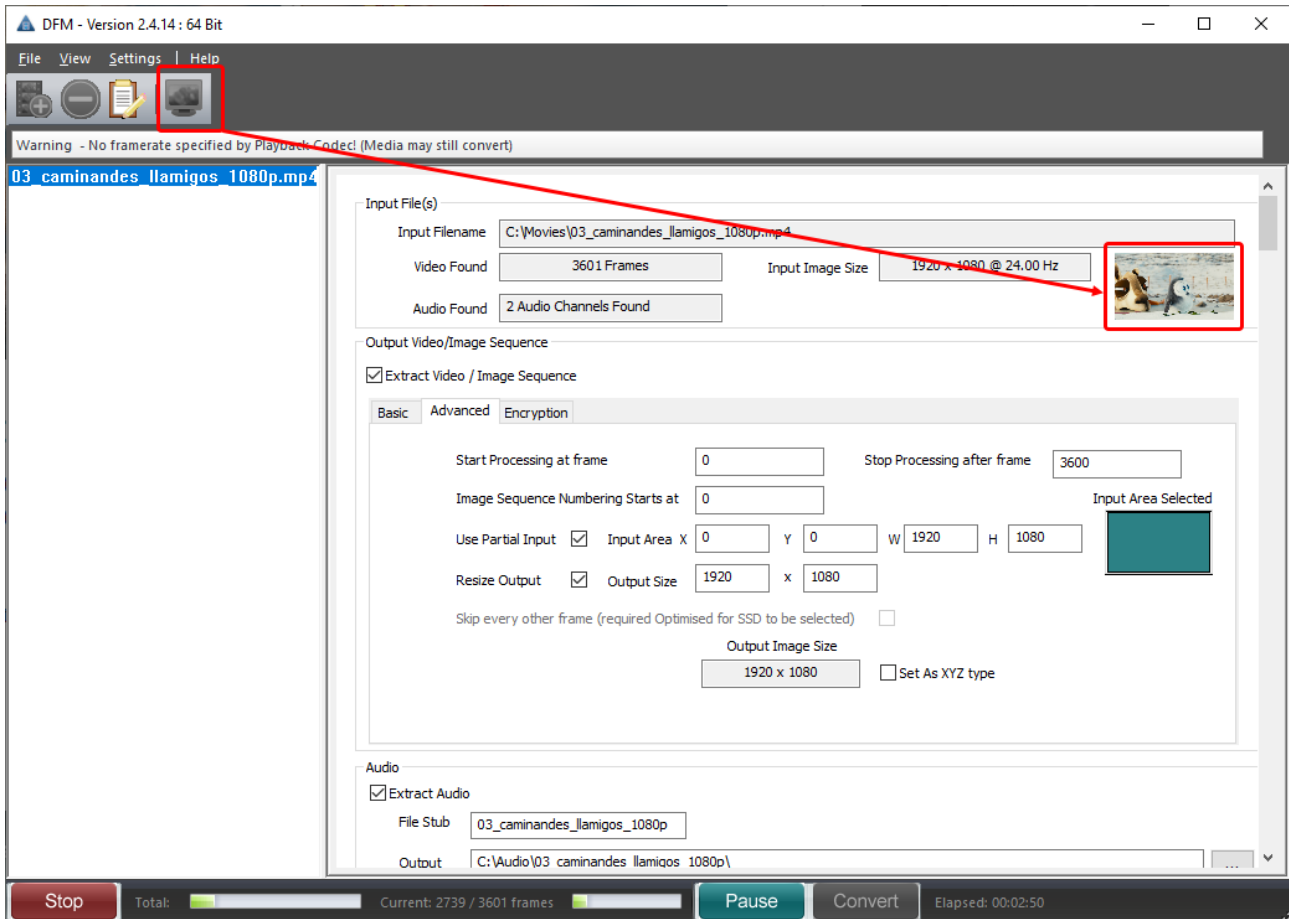 DFM - Version 2.4.14 : 64 Bit
File View Settings | Help
Warning - No framerate specified by Playback Codec! (Media may still convert)
03_caminandes_llamigos_1080p.mp4
Input File(s)
Input Filename C:\Movies\03_caminandes_llamigos_1080p.mp4
Video Found 3601 Frames Input Image Size 1920 x 1080 @ 24.00 Hz
Audio Found 2 Audio Channels Found
Output Video/Image Sequence
Extract Video / Image Sequence
Basic Advanced Encryption
Start Processing at frame 0 Stop Processing after frame 3600
Image Sequence Numbering Starts at 0 Input Area Selected
Use Partial Input Input Area X 0 Y 0 W 1920 H 1080
Resize Output Output Size 1920 x 1080
Skip every other frame (required Optimised for SSD to be selected)
Output Image Size
1920 x 1080 Set As XYZ type
Audio
Extract Audio
File Stub 03_caminandes_llamigos_1080p
Output C:\Audio\03_caminandes_llamigos_1080p\ ...
Stop Total: Current: 2739 / 3601 frames Pause Convert Elapsed: 00:02:50